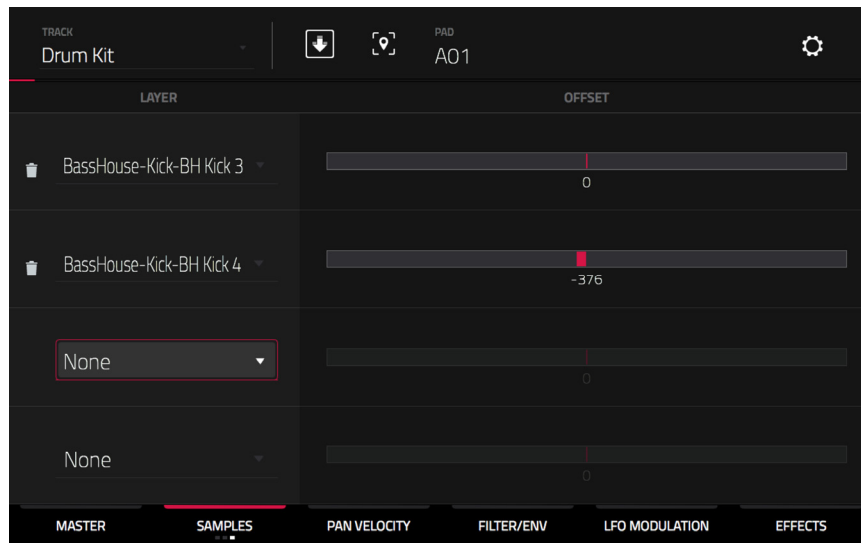 TRACK
Drum Kit
PAD
A01
LAYER
OFFSET
BassHouse-Kick-BH Kick 3
0
BassHouse-Kick-BH Kick 4
-376
None
0
None
0
MASTER
SAMPLES
PAN VELOCITY
FILTER/ENV
LFO MODULATION
EFFECTS